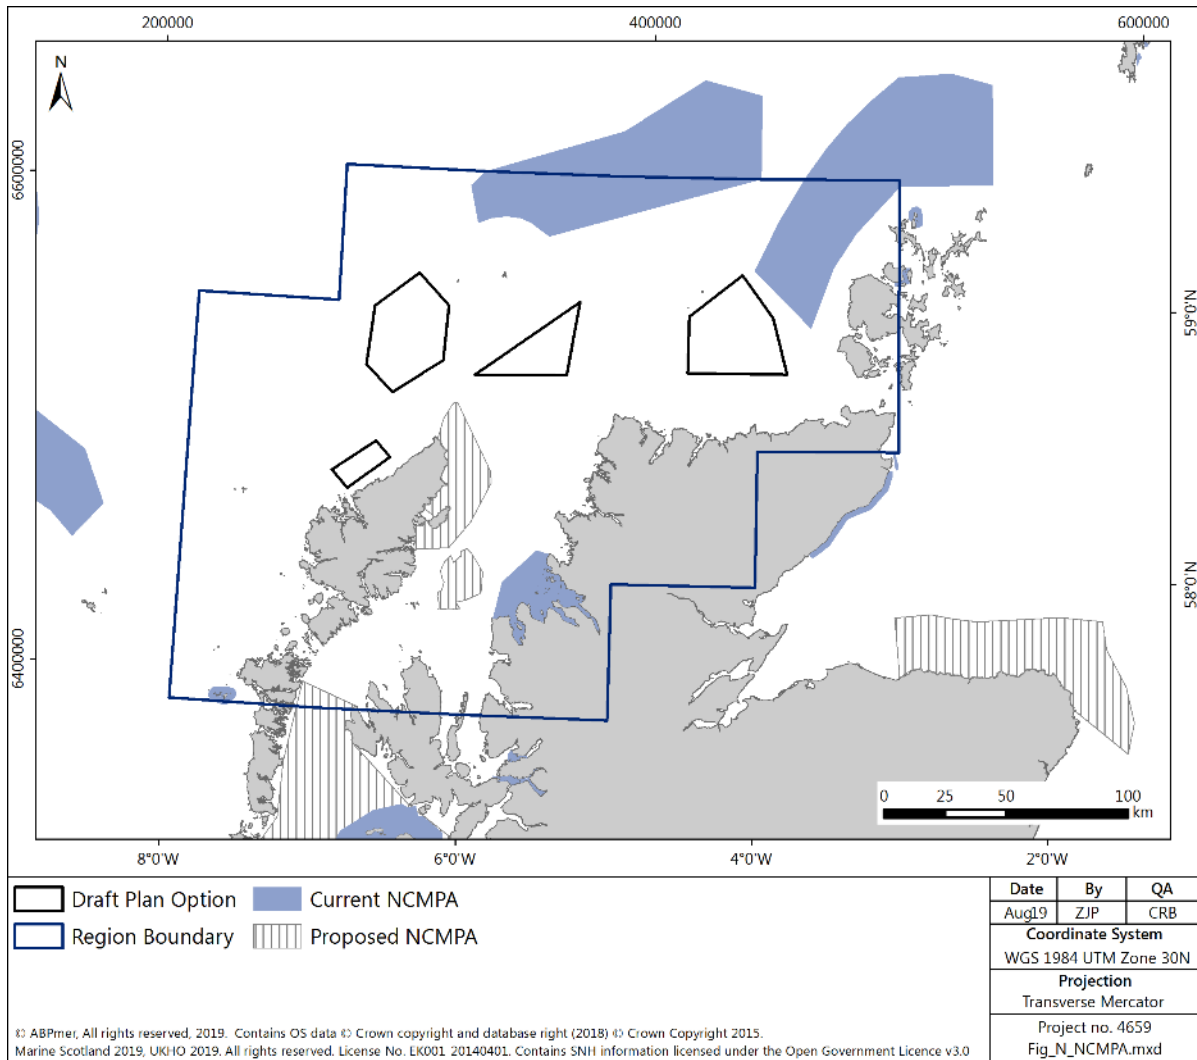 200000 400000 600000
N
6600000
6400000
59°0'N
58°0'N
0 25 50 100
km
8°0'W 6°0'W 4°0'W 2°0'W
Draft Plan Option Current NCMPA
Region Boundary Proposed NCMPA
Date By QA
Aug19 ZJP CRB
Coordinate System
WGS 1984 UTM Zone 30N
Projection
Transverse Mercator
Project no. 4659
Fig_N_NCMPA.mxd
© ABPmer, All rights reserved, 2019. Contains OS data © Crown copyright and database right (2018) © Crown Copyright 2015.
Marine Scotland 2019, UKHO 2019. All rights reserved. License No. EK001_20140401. Contains SNH information licensed under the Open Government Licence v3.0